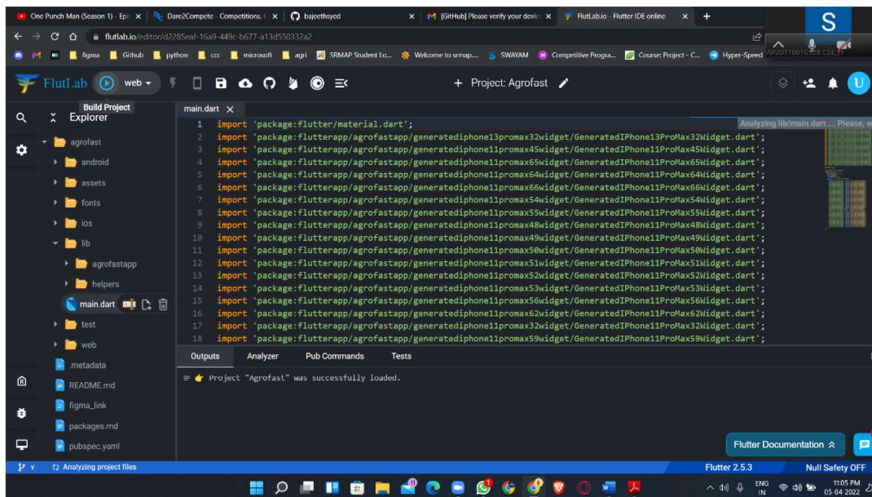 One Punch Man (Season 1) - Epi
Dare2Compete - Competitions, C
bajeethsyed
[GitHub] Please verify your device
FlutLab.io - Flutter IDE online
S
flutlab.io/editor/d2285eaf-16a9-449c-b677-a13d550332a2
figma
Github
python
ccc
microsoft
agri
SRMAP Student Lo...
Welcome to srmap....
SWAYAM
Competitive Progra...
Course: Project - C...
Hyper-Speed
FlutLab
web
+ Project: Agrofast
U
Build Project
Explorer
main.dart
Analyzing lib/main.dart.... Please, w
agrofast
android
assets
fonts
ios
lib
agrofastapp
helpers
main.dart
test
web
.metadata
README.md
figma_link
packages.md
pubspec.yaml
1 import 'package:flutter/material.dart';
2 import 'package:flutterapp/agrofastapp/generatediphone13promax32widget/GeneratedIPhone13ProMax32Widget.dart';
3 import 'package:flutterapp/agrofastapp/generatediphone11promax45widget/GeneratedIPhone11ProMax45Widget.dart';
4 import 'package:flutterapp/agrofastapp/generatediphone11promax65widget/GeneratedIPhone11ProMax65Widget.dart';
5 import 'package:flutterapp/agrofastapp/generatediphone11promax64widget/GeneratedIPhone11ProMax64Widget.dart';
6 import 'package:flutterapp/agrofastapp/generatediphone11promax66widget/GeneratedIPhone11ProMax66Widget.dart';
7 import 'package:flutterapp/agrofastapp/generatediphone11promax54widget/GeneratedIPhone11ProMax54Widget.dart';
8 import 'package:flutterapp/agrofastapp/generatediphone11promax55widget/GeneratedIPhone11ProMax55Widget.dart';
9 import 'package:flutterapp/agrofastapp/generatediphone11promax48widget/GeneratedIPhone11ProMax48Widget.dart';
10 import 'package:flutterapp/agrofastapp/generatediphone11promax49widget/GeneratedIPhone11ProMax49Widget.dart';
11 import 'package:flutterapp/agrofastapp/generatediphone11promax50widget/GeneratedIPhone11ProMax50Widget.dart';
12 import 'package:flutterapp/agrofastapp/generatediphone11promax51widget/GeneratedIPhone11ProMax51Widget.dart';
13 import 'package:flutterapp/agrofastapp/generatediphone11promax52widget/GeneratedIPhone11ProMax52Widget.dart';
14 import 'package:flutterapp/agrofastapp/generatediphone11promax53widget/GeneratedIPhone11ProMax53Widget.dart';
15 import 'package:flutterapp/agrofastapp/generatediphone11promax56widget/GeneratedIPhone11ProMax56Widget.dart';
16 import 'package:flutterapp/agrofastapp/generatediphone11promax62widget/GeneratedIPhone11ProMax62Widget.dart';
17 import 'package:flutterapp/agrofastapp/generatediphone11promax32widget/GeneratedIPhone11ProMax32Widget.dart';
18 import 'package:flutterapp/agrofastapp/generatediphone11promax59widget/GeneratedIPhone11ProMax59Widget.dart';
Outputs Analyzer Pub Commands Tests
Project "Agrofast" was successfully loaded.
Flutter Documentation
Analyzing project files
Flutter 2.5.3
Null Safety OFF
ENG
IN
11:05 PM
05-04-2022